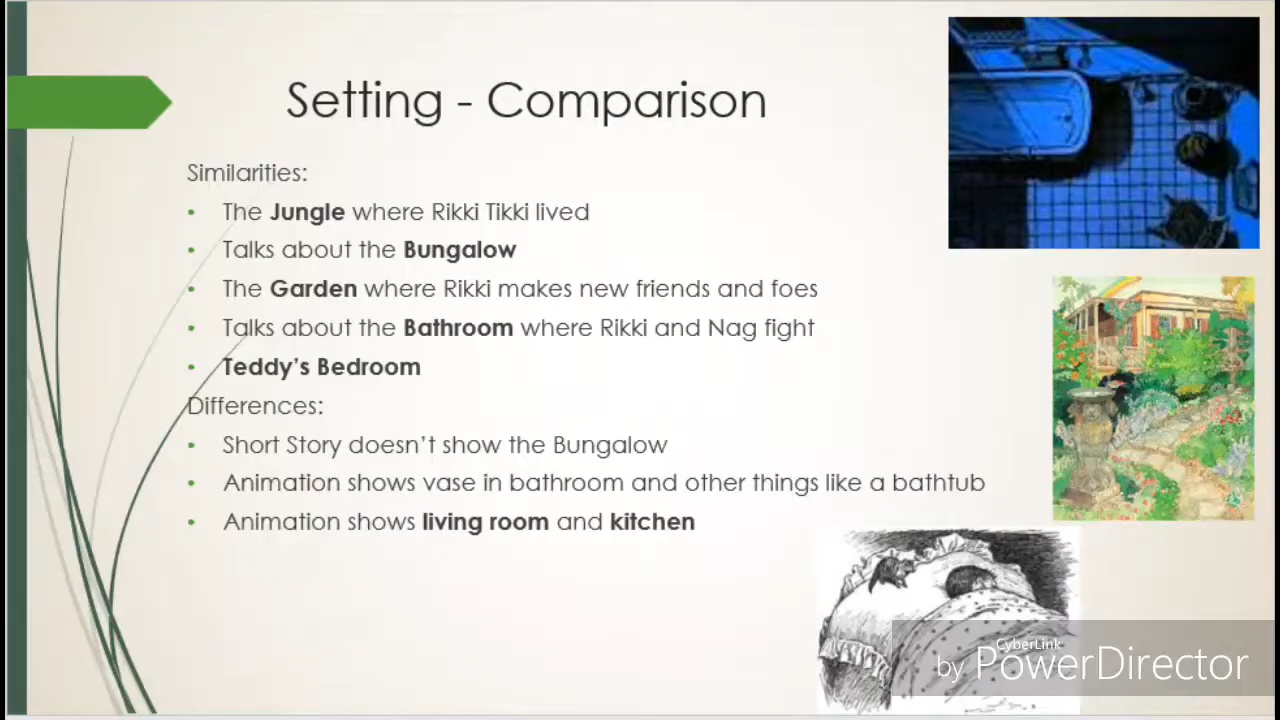 Setting - Comparison
Similarities:
• The Jungle where Rikki Tikki lived
• Talks about the Bungalow
• The Garden where Rikki makes new friends and foes
• Talks about the Bathroom where Rikki and Nag fight
• Teddy’s Bedroom
Differences:
• Short Story doesn’t show the Bungalow
• Animation shows vase in bathroom and other things like a bathtub
• Animation shows living room and kitchen
CyberLink
by PowerDirector